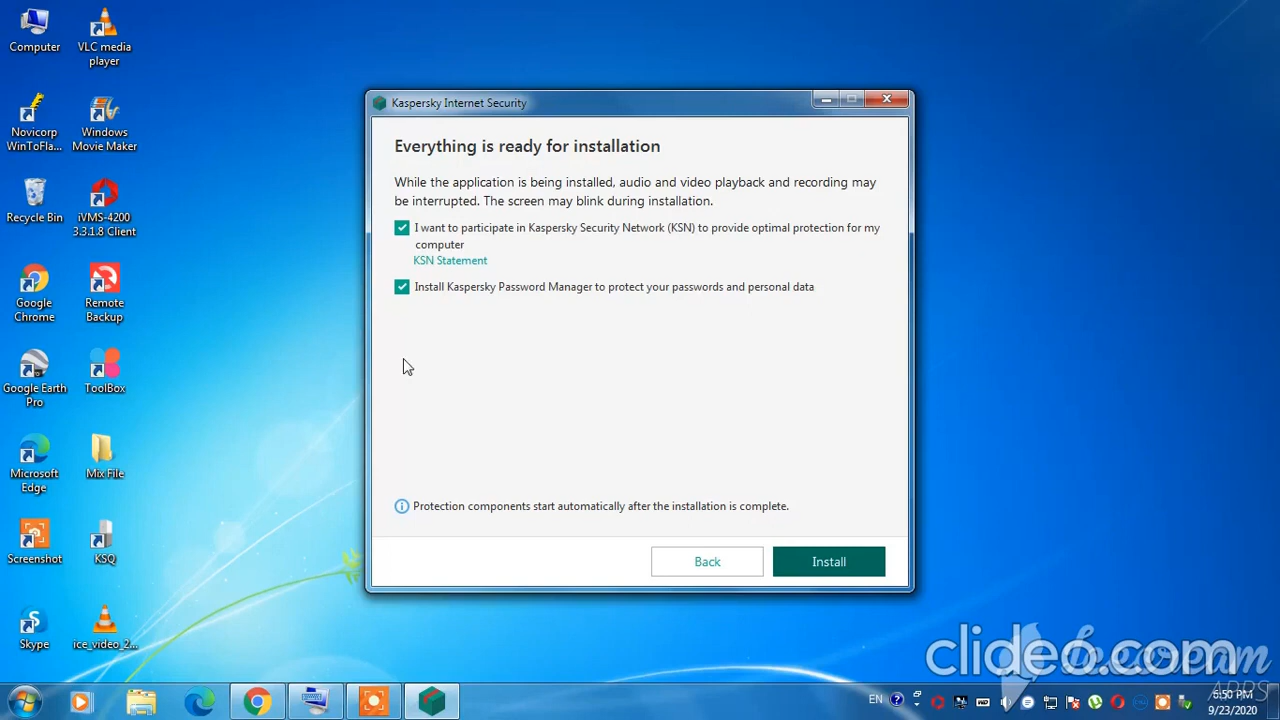 Computer
VLC media
player
Novicorp
WinToFla...
Windows
Movie Maker
Recycle Bin
iVMS-4200
3.3.1.8 Client
Google
Chrome
Remote
Backup
Google Earth
Pro
ToolBox
Microsoft
Edge
Mix File
Screenshot
KSQ
Skype
ice_video_2...
Kaspersky Internet Security
Everything is ready for installation
While the application is being installed, audio and video playback and recording may
be interrupted. The screen may blink during installation.
I want to participate in Kaspersky Security Network (KSN) to provide optimal protection for my
computer
KSN Statement
Install Kaspersky Password Manager to protect your passwords and personal data
Protection components start automatically after the installation is complete.
Back
Install
clideo.com
Icecream
APPS
EN
6:50 PM
9/23/2020